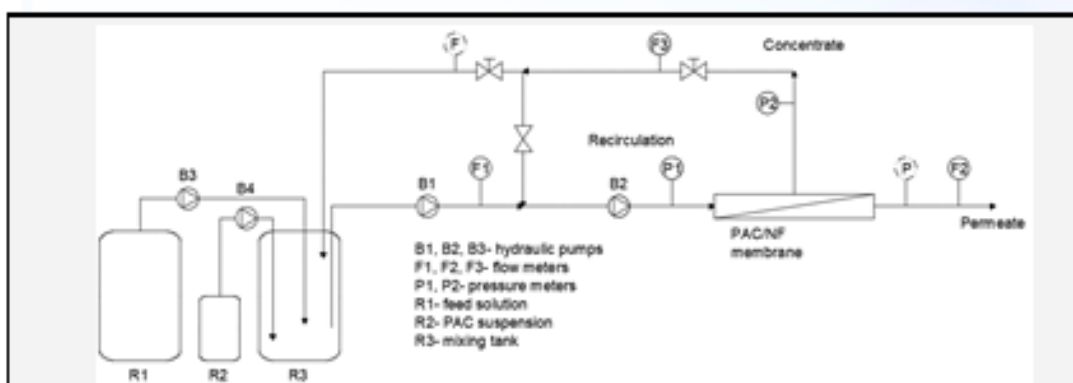 F
F3
Concentrate
P2
Recirculation
B3
B4
B1
F1
B2
P1
P
F2
Permeate
PAC/NF
membrane
B1, B2, B3- hydraulic pumps
F1, F2, F3- flow meters
P1, P2- pressure meters
R1- feed solution
R2- PAC suspension
R3- mixing tank
R1
R2
R3